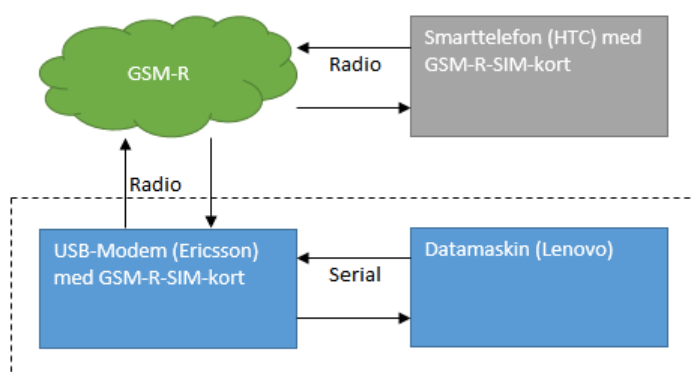 GSM-R
Radio
Smarttelefon (HTC) med
GSM-R-SIM-kort
Radio
USB-Modem (Ericsson)
med GSM-R-SIM-kort
Serial
Datamaskin (Lenovo)